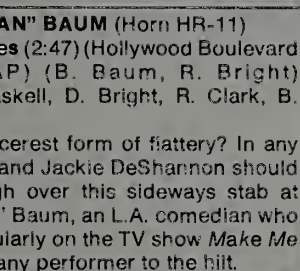 AN" BAUM (Horn HR-11)
es (2:47) (Hollywood Boulevard
AP) (B. Baum, R. Bright)
askell, D. Bright, R. Clark, B.
cerest form of flattery? In any
and Jackie DeShannon should
gh over this sideways stab at
" Baum, an L.A. comedian who
ularly on the TV show Make Me
any performer to the hilt.